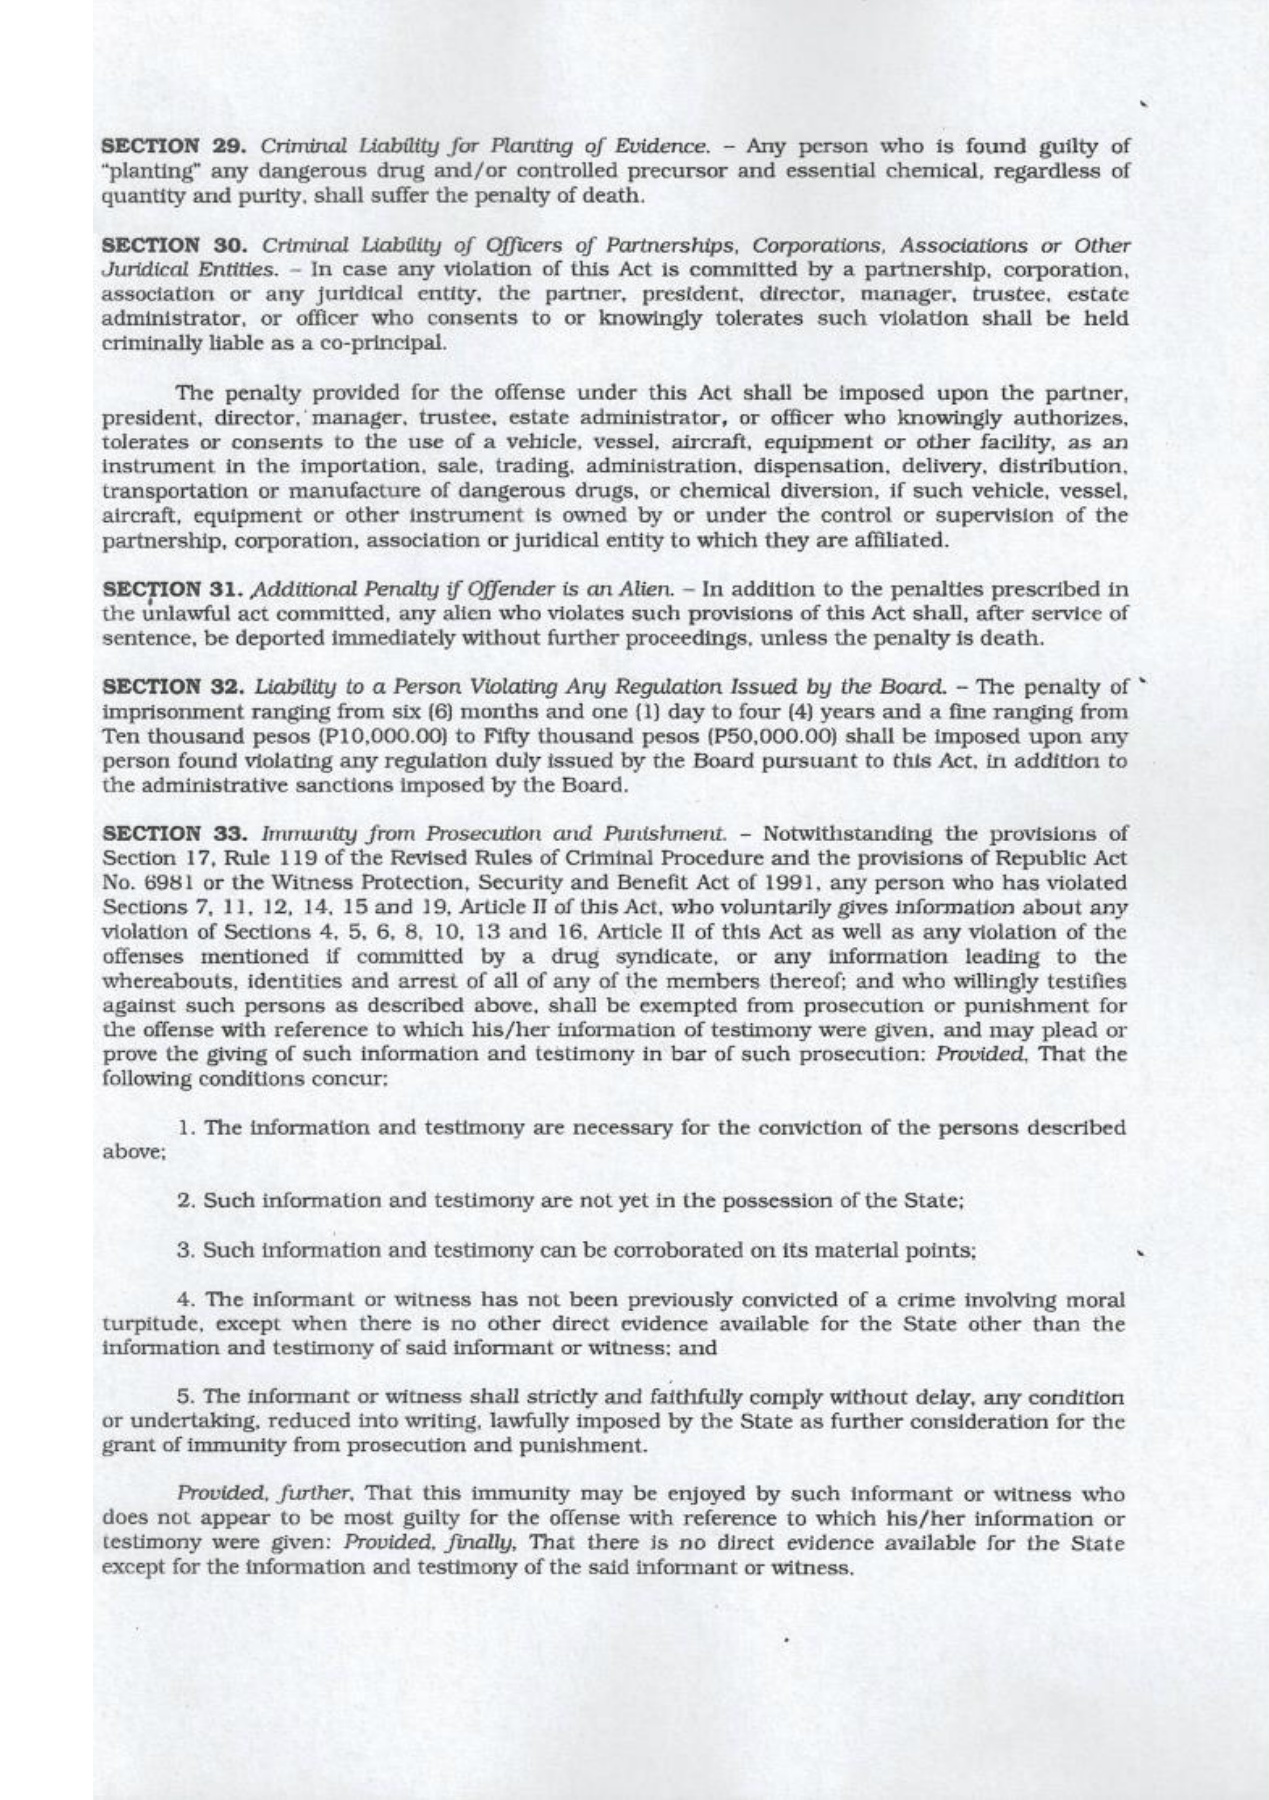 SECTION 29. Criminal Liability for Planting of Evidence. – Any person who is found guilty of
"planting" any dangerous drug and/or controlled precursor and essential chemical, regardless of
quantity and purity, shall suffer the penalty of death.
SECTION 30. Criminal Liability of Officers of Partnerships, Corporations, Associations or Other
Juridical Entities. – In case any violation of this Act is committed by a partnership, corporation,
association or any juridical entity, the partner, president, director, manager, trustee, estate
administrator, or officer who consents to or knowingly tolerates such violation shall be held
criminally liable as a co-principal.
The penalty provided for the offense under this Act shall be imposed upon the partner,
president, director, manager, trustee, estate administrator, or officer who knowingly authorizes,
tolerates or consents to the use of a vehicle, vessel, aircraft, equipment or other facility, as an
instrument in the importation, sale, trading, administration, dispensation, delivery, distribution,
transportation or manufacture of dangerous drugs, or chemical diversion, if such vehicle, vessel,
aircraft, equipment or other instrument is owned by or under the control or supervision of the
partnership, corporation, association or juridical entity to which they are affiliated.
SECTION 31. Additional Penalty if Offender is an Alien. – In addition to the penalties prescribed in
the unlawful act committed, any alien who violates such provisions of this Act shall, after service of
sentence, be deported immediately without further proceedings, unless the penalty is death.
SECTION 32. Liability to a Person Violating Any Regulation Issued by the Board. – The penalty of
imprisonment ranging from six (6) months and one (1) day to four (4) years and a fine ranging from
Ten thousand pesos (P10,000.00) to Fifty thousand pesos (P50,000.00) shall be imposed upon any
person found violating any regulation duly issued by the Board pursuant to this Act, in addition to
the administrative sanctions imposed by the Board.
SECTION 33. Immunity from Prosecution and Punishment. – Notwithstanding the provisions of
Section 17, Rule 119 of the Revised Rules of Criminal Procedure and the provisions of Republic Act
No. 6981 or the Witness Protection, Security and Benefit Act of 1991, any person who has violated
Sections 7, 11, 12, 14, 15 and 19, Article II of this Act, who voluntarily gives information about any
violation of Sections 4, 5, 6, 8, 10, 13 and 16, Article II of this Act as well as any violation of the
offenses mentioned if committed by a drug syndicate, or any information leading to the
whereabouts, identities and arrest of all of any of the members thereof; and who willingly testifies
against such persons as described above, shall be exempted from prosecution or punishment for
the offense with reference to which his/her information of testimony were given, and may plead or
prove the giving of such information and testimony in bar of such prosecution: Provided, That the
following conditions concur:
1. The information and testimony are necessary for the conviction of the persons described
above;
2. Such information and testimony are not yet in the possession of the State;
3. Such information and testimony can be corroborated on its material points;
4. The informant or witness has not been previously convicted of a crime involving moral
turpitude, except when there is no other direct evidence available for the State other than the
information and testimony of said informant or witness; and
5. The informant or witness shall strictly and faithfully comply without delay, any condition
or undertaking, reduced into writing, lawfully imposed by the State as further consideration for the
grant of immunity from prosecution and punishment.
Provided, further, That this immunity may be enjoyed by such informant or witness who
does not appear to be most guilty for the offense with reference to which his/her information or
testimony were given: Provided, finally, That there is no direct evidence available for the State
except for the information and testimony of the said informant or witness.